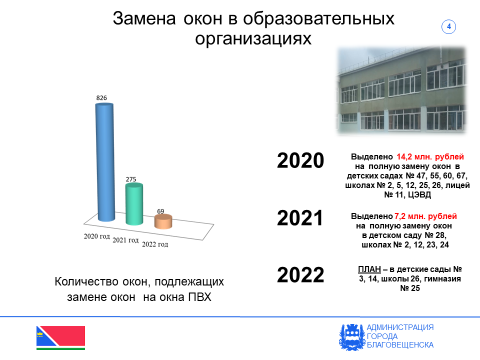 Замена окон в образовательных
организациях
4
826
275
69
2020 год
2021 год
2022 год
Количество окон, подлежащих
замене окон на окна ПВХ
2020
Выделено 14,2 млн. рублей
на полную замену окон в
детских садах № 47, 55, 60, 67,
школах № 2, 5, 12, 25, 26, лицей
№ 11, ЦЭВД
2021
Выделено 7,2 млн. рублей
на полную замену окон
в детском саду № 28,
школах № 2, 12, 23, 24
2022
ПЛАН – в детские сады №
3, 14, школы 26, гимназия
№ 25
АДМИНИСТРАЦИЯ
ГОРОДА
БЛАГОВЕЩЕНСКА